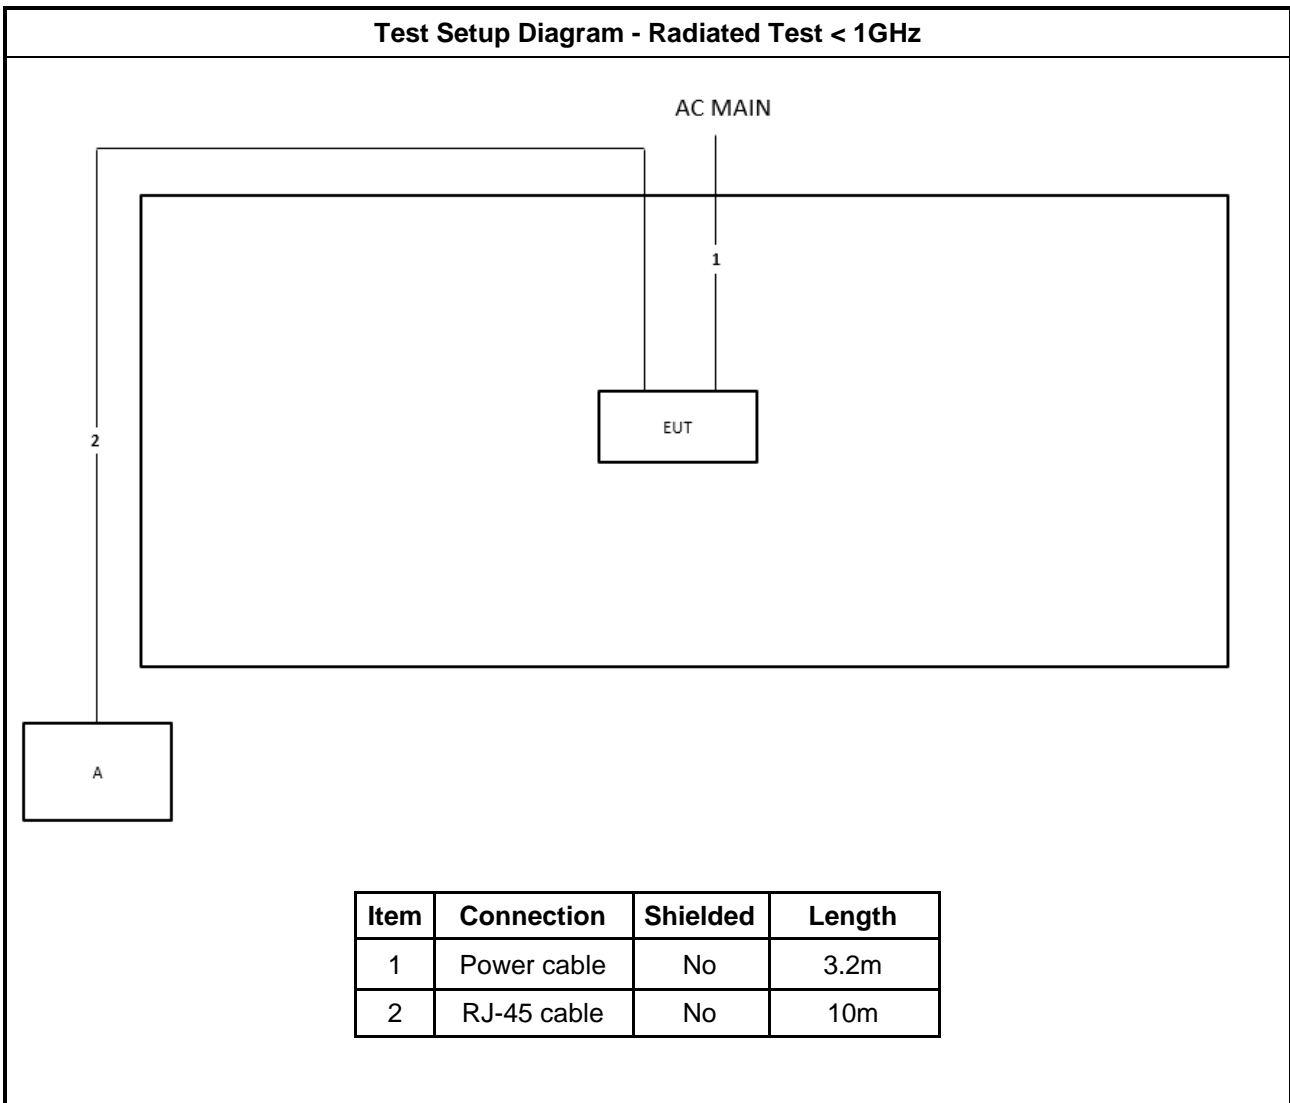 Test Setup Diagram - Radiated Test < 1GHz
AC MAIN
1
EUT
2
A
Item Connection Shielded Length
1 Power cable No 3.2m
2 RJ-45 cable No 10m